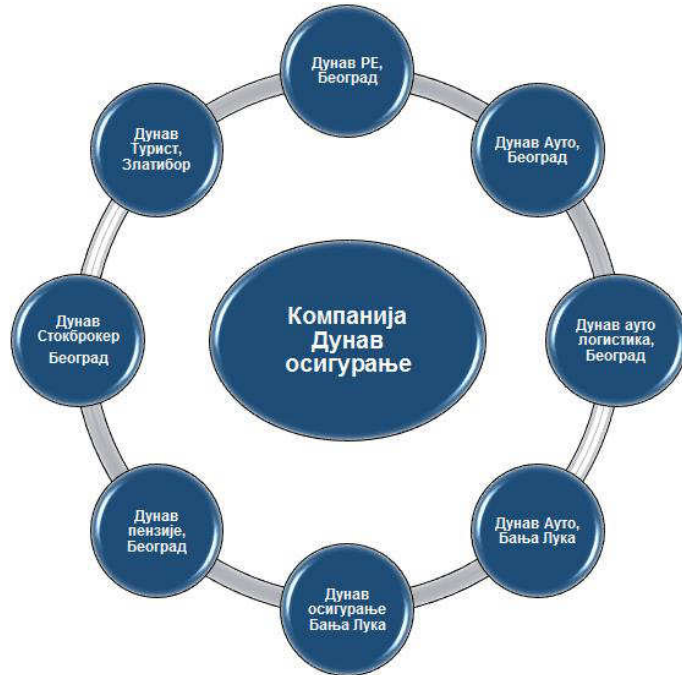 Дунав РЕ,
Београд
Дунав Ауто,
Београд
Дунав ауто
логистика,
Београд
Дунав Ауто,
Бања Лука
Дунав
осигурање
Бања Лука
Дунав
пензије,
Београд
Дунав
Стокброкер
Београд
Дунав
Турист,
Златибор
Компанија
Дунав
осигурање